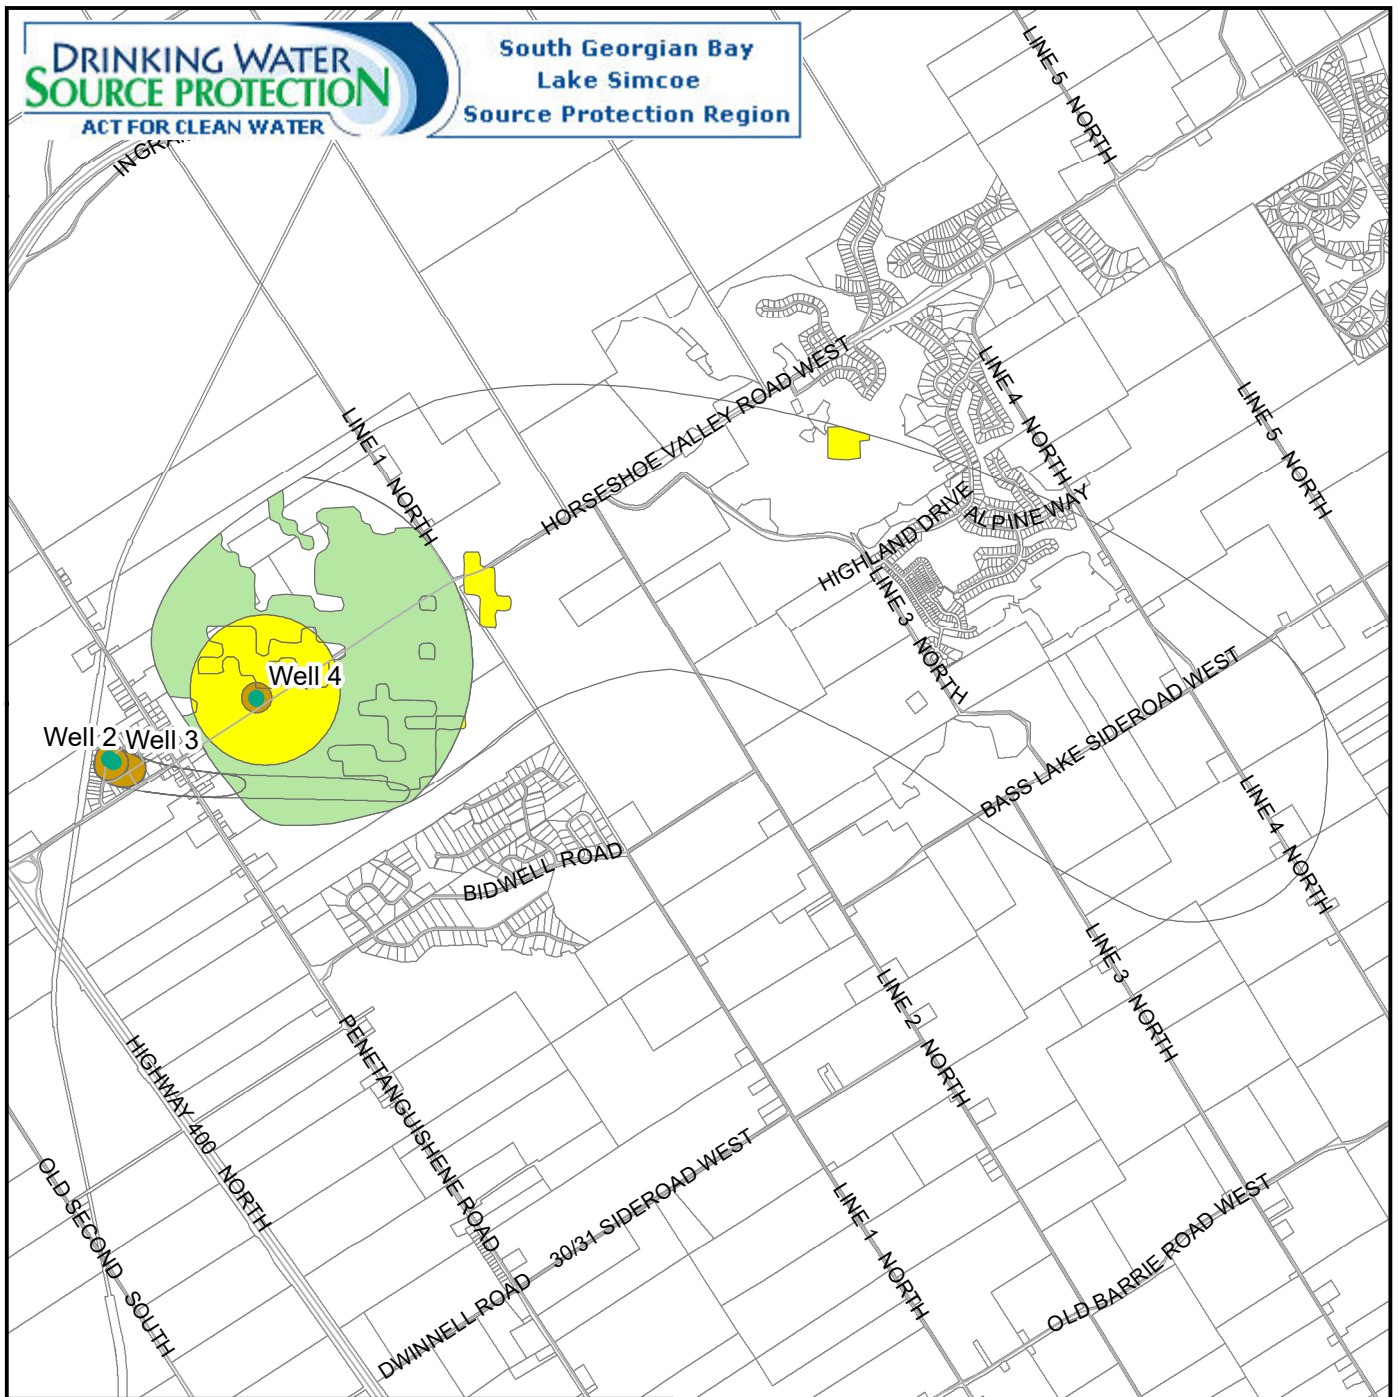 DRINKING WATER
SOURCE PROTECTION
ACT FOR CLEAN WATER
South Georgian Bay
Lake Simcoe
Source Protection Region
LINE 5 NORTH
LINE 1 NORTH
HORSESHOE VALLEY ROAD WEST
LINE 4 NORTH
LINE 5 NORTH
HIGHLAND DRIVE
ALPINE WAY
LINE 3 NORTH
Well 4
Well 2
Well 3
BASS LAKE SIDEROAD WEST
LINE 4 NORTH
BIDWELL ROAD
LINE 2 NORTH
LINE 3 NORTH
HIGHWAY 400 NORTH
PENETANGUISHENE ROAD
OLD SECOND SOUTH
30/31 SIDEROAD WEST
DWINNELL ROAD
LINE 1 NORTH
OLD BARRIE ROAD WEST